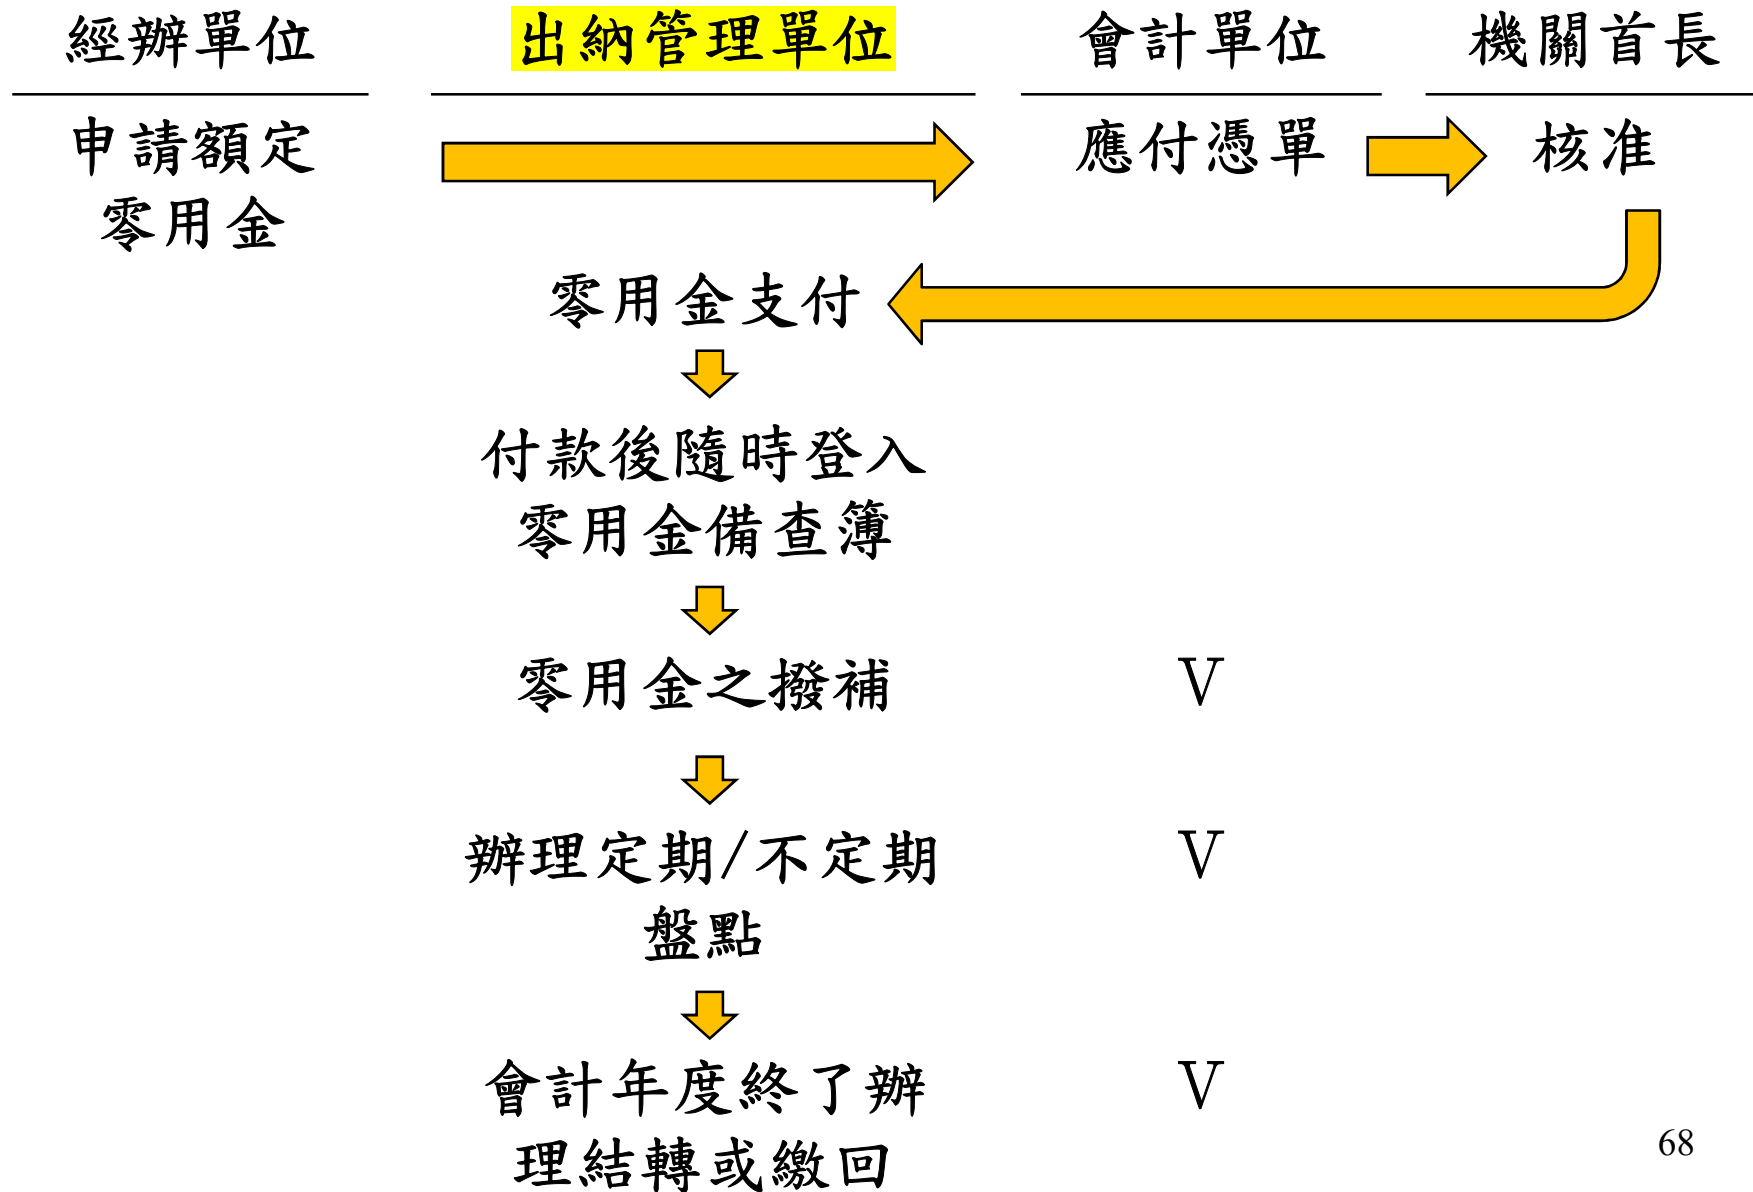 經辦單位
出納管理單位
會計單位
機關首長
申請額定
零用金
應付憑單
核准
零用金支付
付款後隨時登入
零用金備查簿
零用金之撥補
V
辦理定期/不定期
盤點
V
會計年度終了辦
理結轉或繳回
V
68